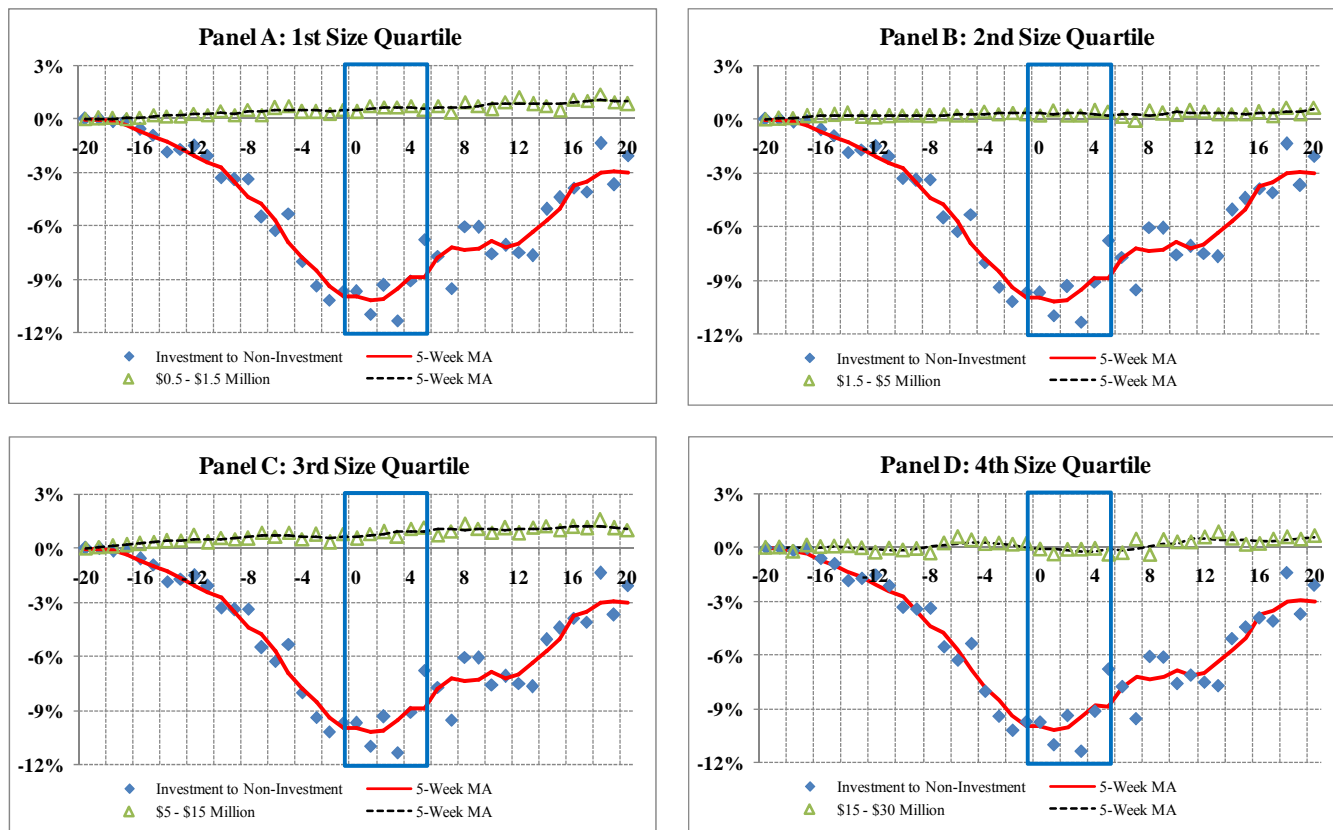 Panel A: 1st Size Quartile
3%
0%
-20 -16 -12 -8 -4 0 4 8 12 16 20
-3%
-6%
-9%
-12%
Investment to Non-Investment 5-Week MA
$0.5 - $1.5 Million 5-Week MA
Panel B: 2nd Size Quartile
3%
0%
-20 -16 -12 -8 -4 0 4 8 12 16 20
-3%
-6%
-9%
-12%
Investment to Non-Investment 5-Week MA
$1.5 - $5 Million 5-Week MA
Panel C: 3rd Size Quartile
3%
0%
-20 -16 -12 -8 -4 0 4 8 12 16 20
-3%
-6%
-9%
-12%
Investment to Non-Investment 5-Week MA
$5 - $15 Million 5-Week MA
Panel D: 4th Size Quartile
3%
0%
-20 -16 -12 -8 -4 0 4 8 12 16 20
-3%
-6%
-9%
-12%
Investment to Non-Investment 5-Week MA
$15 - $30 Million 5-Week MA